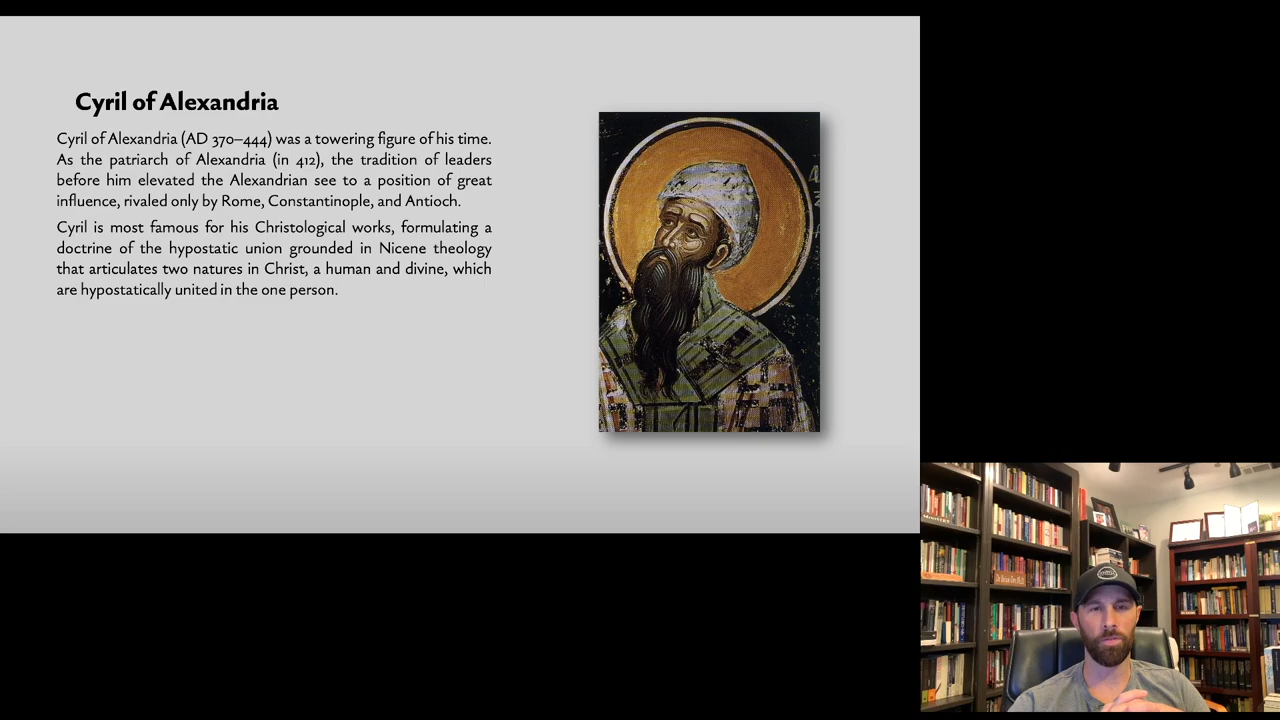 Cyril of Alexandria
Cyril of Alexandria (AD 370–444) was a towering figure of his time.
As the patriarch of Alexandria (in 412), the tradition of leaders
before him elevated the Alexandrian see to a position of great
influence, rivaled only by Rome, Constantinople, and Antioch.
Cyril is most famous for his Christological works, formulating a
doctrine of the hypostatic union grounded in Nicene theology
that articulates two natures in Christ, a human and divine, which
are hypostatically united in the one person.
MINISTRY